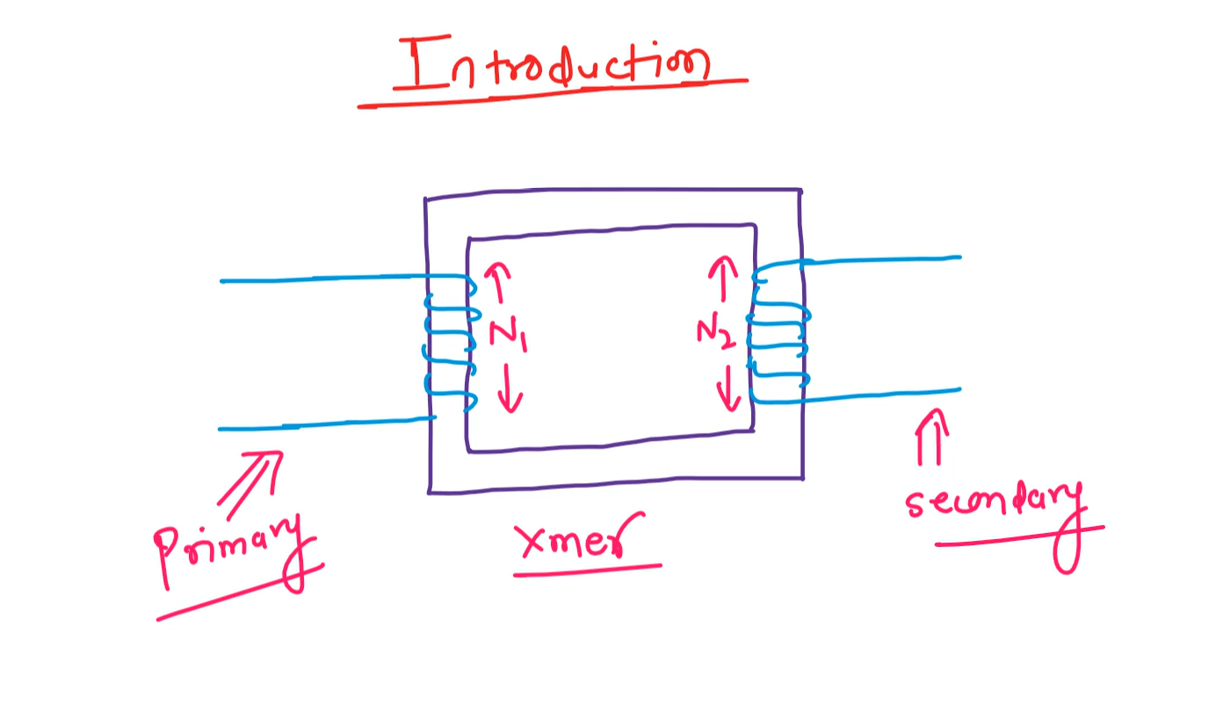 Introduction
N1
N2
Primary
Xmer
secondary